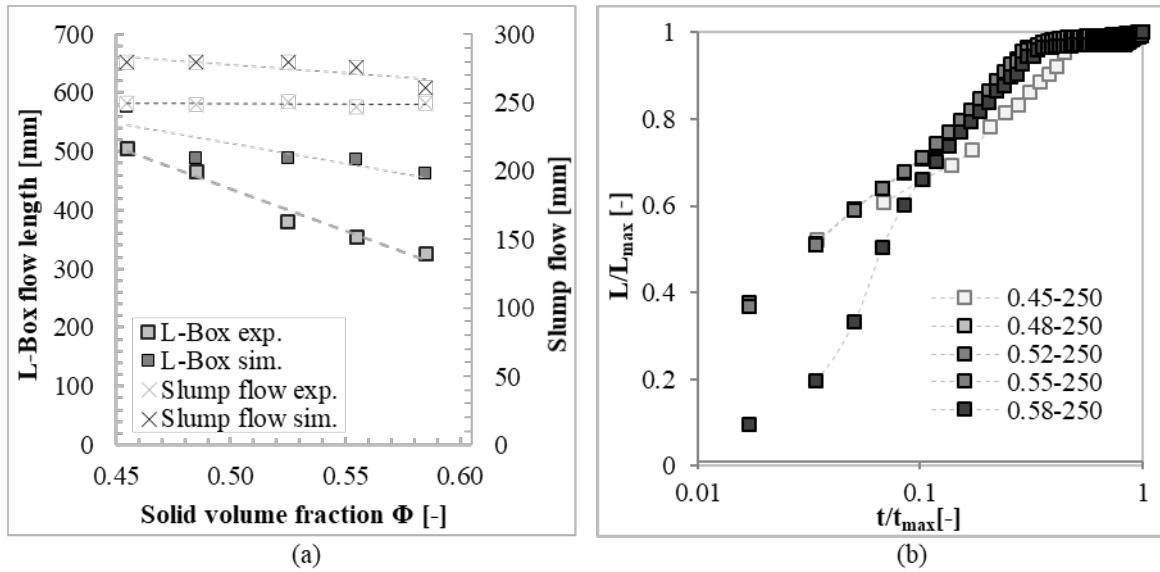 700
600
500
400
300
200
100
0
L-Box flow length [mm]
300
250
200
150
100
50
0
Slump flow [mm]
L-Box exp.
L-Box sim.
Slump flow exp.
Slump flow sim.
0.45 0.50 0.55 0.60
Solid volume fraction Φ [-]
(a)
1
0.8
0.6
0.4
0.2
0
L/Lmax [-]
0.45-250
0.48-250
0.52-250
0.55-250
0.58-250
0.01 0.1 1
t/tmax[-]
(b)